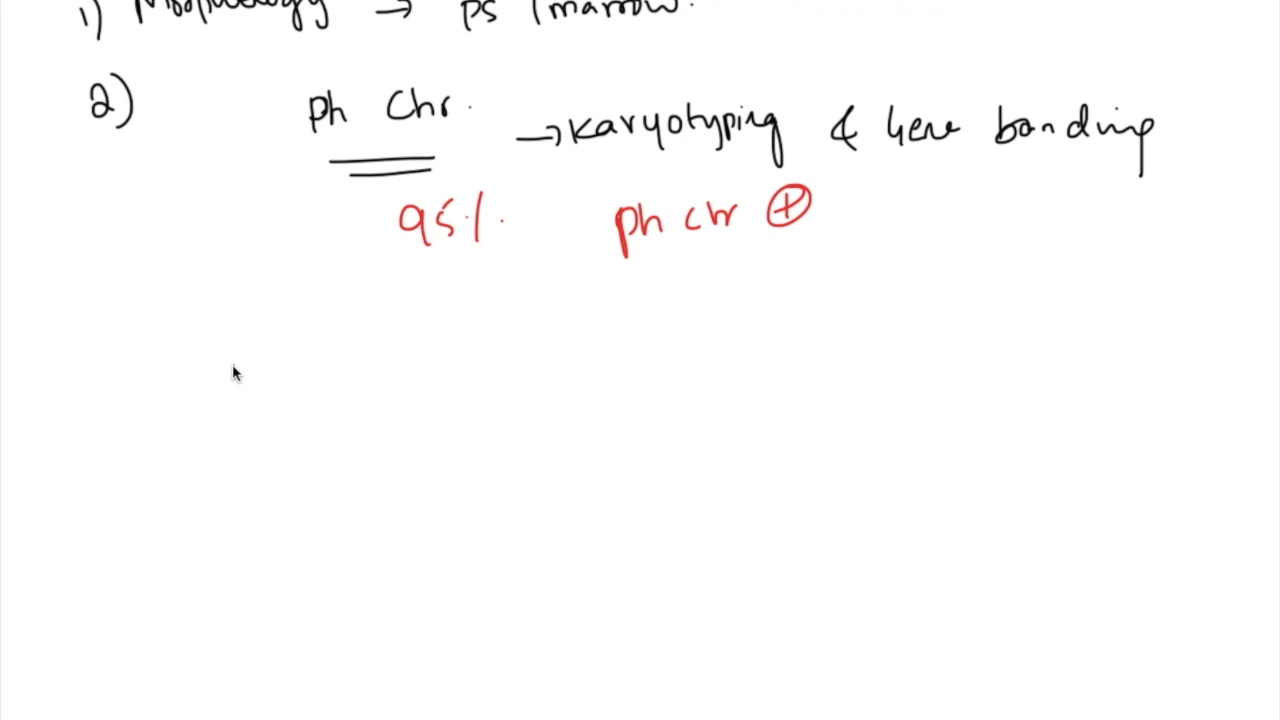 1) Morphology → ps / marrow.
2) Ph Chr. → Karyotyping & Gene banding
95%. ph chr ⊕